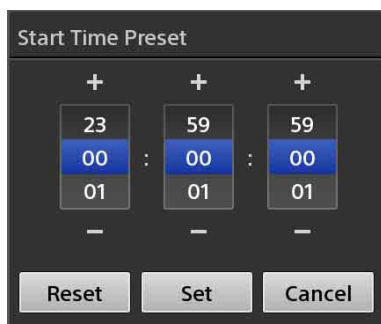 Start Time Preset
+ + +
23 59 59
00 : 00 : 00
01 01 01
− − −
Reset Set Cancel